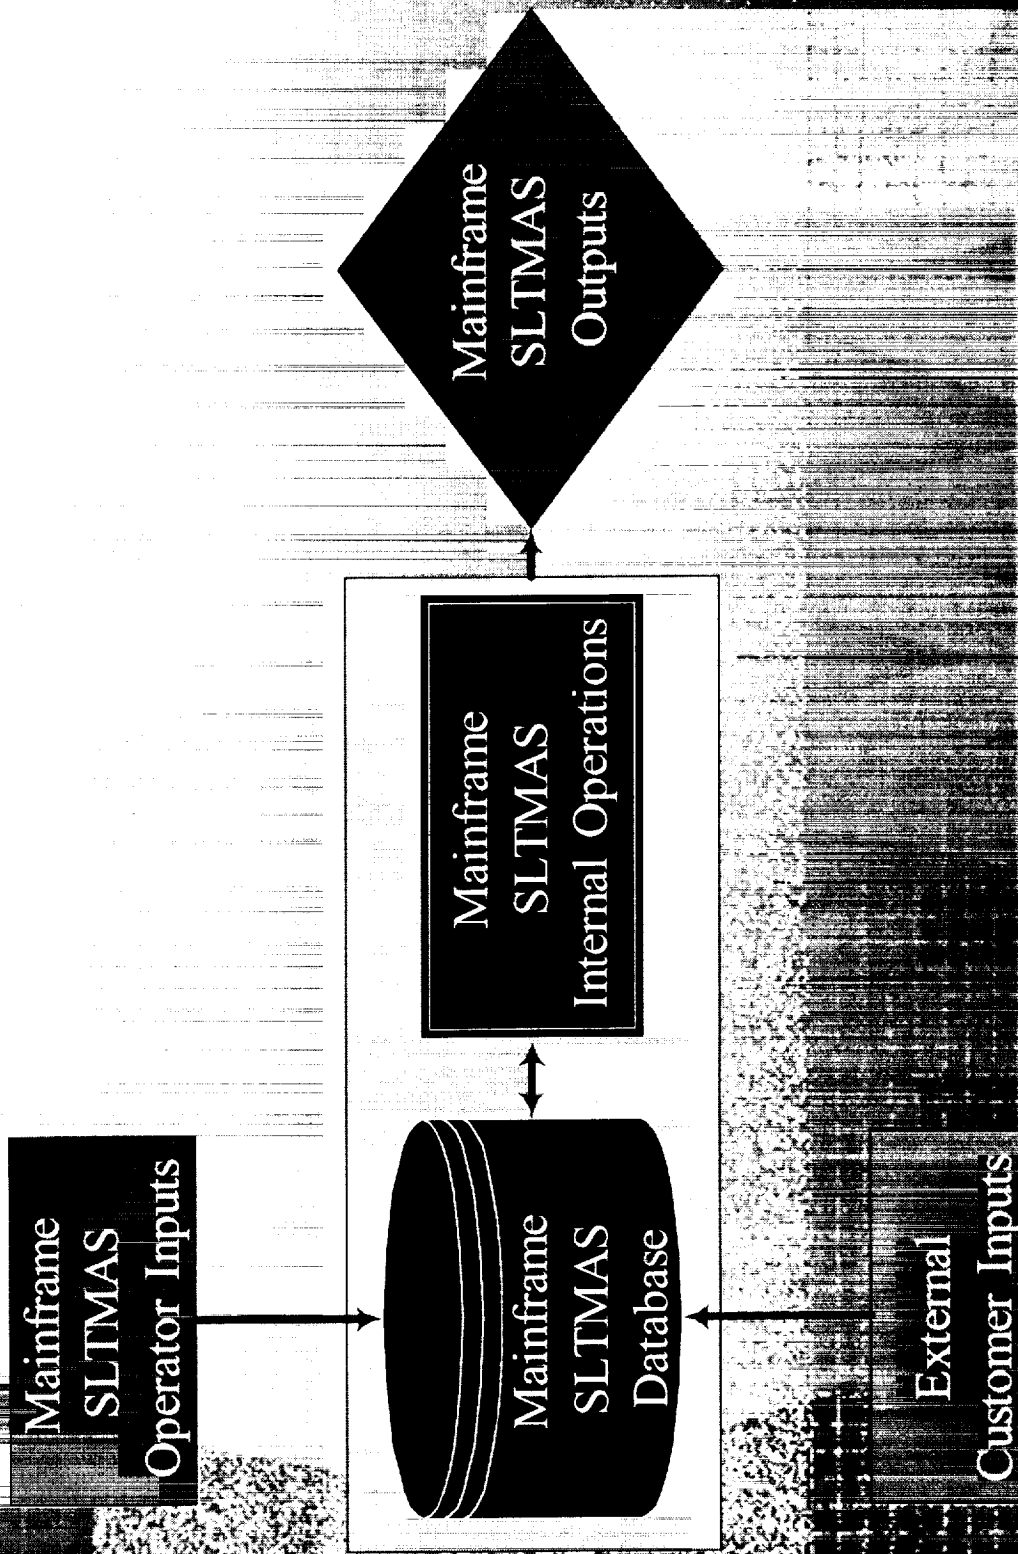 Mainframe
SLTMAS
Operator Inputs
Mainframe
SLTMAS
Database
Mainframe
SLTMAS
Internal Operations
Mainframe
SLTMAS
Outputs
External
Customer Inputs